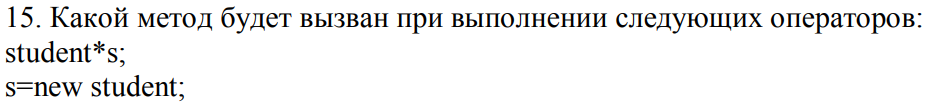 15. Какой метод будет вызван при выполнении следующих операторов:
student*s;
s=new student;